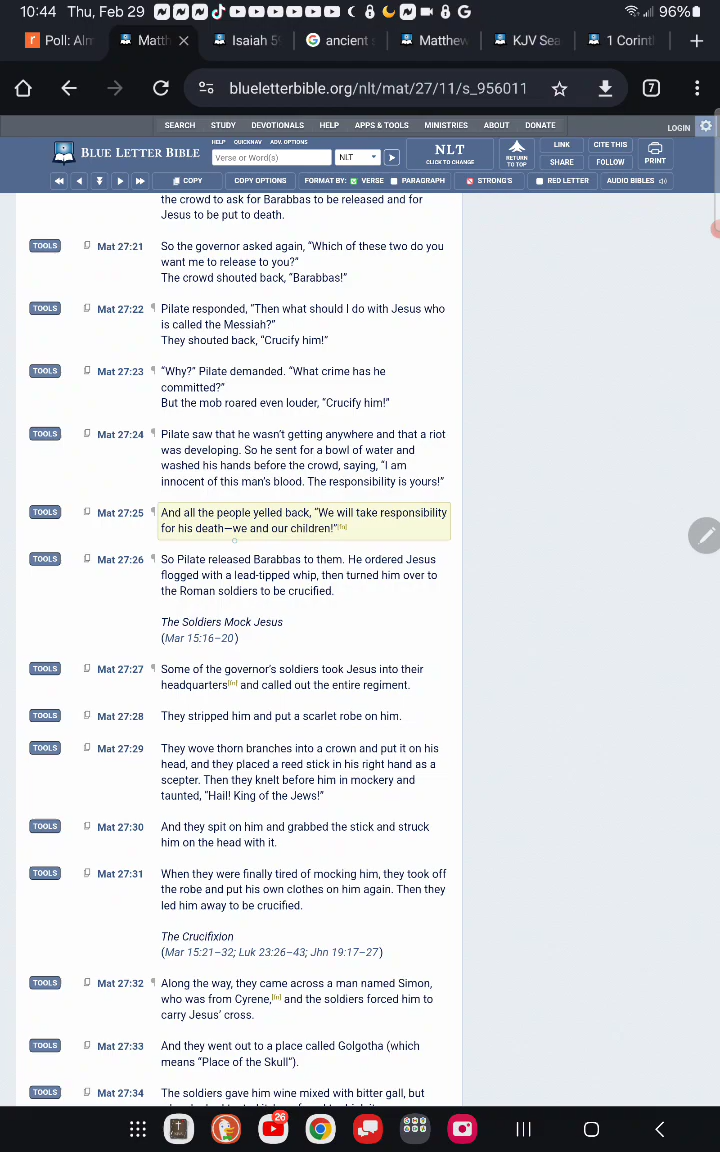 10:44 Thu, Feb 29 96%
Poll: Alm Matth Isaiah 5 ancient Matthew KJV Sea 1 Corint
blueletterbible.org/nlt/mat/27/11/s_956011 7
SEARCH STUDY DEVOTIONALS HELP APPS & TOOLS MINISTRIES ABOUT DONATE LOGIN
HELP QUICKNAV ADV. OPTIONS
BLUE LETTER BIBLE Verse or Word(s) NLT
NLT
CLICK TO CHANGE
RETURN
TO TOP
LINK CITE THIS
SHARE FOLLOW
PRINT
COPY COPY OPTIONS FORMAT BY: VERSE PARAGRAPH STRONG'S RED LETTER AUDIO BIBLES
the crowd to ask for Barabbas to be released and for
Jesus to be put to death.
TOOLS Mat 27:21 So the governor asked again, “Which of these two do you
want me to release to you?”
The crowd shouted back, “Barabbas!”
TOOLS Mat 27:22 ¶ Pilate responded, “Then what should I do with Jesus who
is called the Messiah?”
They shouted back, “Crucify him!”
TOOLS Mat 27:23 ¶ “Why?” Pilate demanded. “What crime has he
committed?”
But the mob roared even louder, “Crucify him!”
TOOLS Mat 27:24 ¶ Pilate saw that he wasn’t getting anywhere and that a riot
was developing. So he sent for a bowl of water and
washed his hands before the crowd, saying, “I am
innocent of this man’s blood. The responsibility is yours!”
TOOLS Mat 27:25 ¶ And all the people yelled back, “We will take responsibility
for his death—we and our children!”[fn]
TOOLS Mat 27:26 ¶ So Pilate released Barabbas to them. He ordered Jesus
flogged with a lead-tipped whip, then turned him over to
the Roman soldiers to be crucified.
The Soldiers Mock Jesus
(Mar 15:16–20)
TOOLS Mat 27:27 ¶ Some of the governor’s soldiers took Jesus into their
headquarters[fn] and called out the entire regiment.
TOOLS Mat 27:28 They stripped him and put a scarlet robe on him.
TOOLS Mat 27:29 They wove thorn branches into a crown and put it on his
head, and they placed a reed stick in his right hand as a
scepter. Then they knelt before him in mockery and
taunted, “Hail! King of the Jews!”
TOOLS Mat 27:30 And they spit on him and grabbed the stick and struck
him on the head with it.
TOOLS Mat 27:31 When they were finally tired of mocking him, they took off
the robe and put his own clothes on him again. Then they
led him away to be crucified.
The Crucifixion
(Mar 15:21–32; Luk 23:26–43; Jhn 19:17–27)
TOOLS Mat 27:32 ¶ Along the way, they came across a man named Simon,
who was from Cyrene,[fn] and the soldiers forced him to
carry Jesus’ cross.
TOOLS Mat 27:33 And they went out to a place called Golgotha (which
means “Place of the Skull”).
TOOLS Mat 27:34 The soldiers gave him wine mixed with bitter gall, but
26